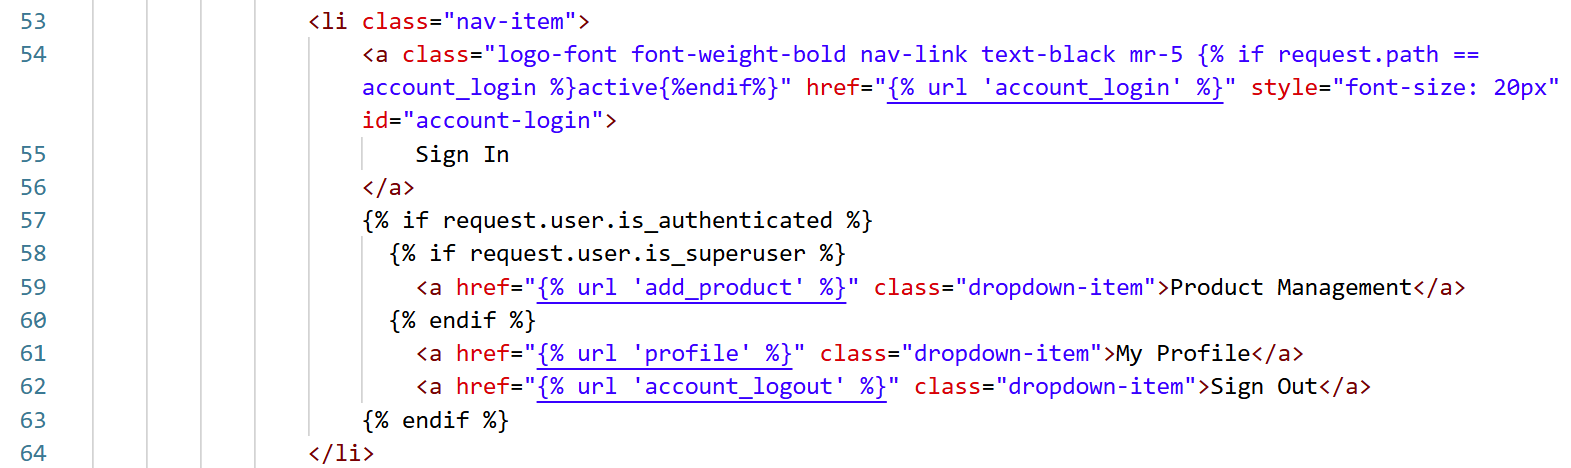 53 <li class="nav-item">
54 <a class="logo-font font-weight-bold nav-link text-black mr-5 {% if request.path ==
account_login %}active{%endif%}" href="{% url 'account_login' %}" style="font-size: 20px"
id="account-login">
55 Sign In
56 </a>
57 {% if request.user.is_authenticated %}
58 {% if request.user.is_superuser %}
59 <a href="{% url 'add_product' %}" class="dropdown-item">Product Management</a>
60 {% endif %}
61 <a href="{% url 'profile' %}" class="dropdown-item">My Profile</a>
62 <a href="{% url 'account_logout' %}" class="dropdown-item">Sign Out</a>
63 {% endif %}
64 </li>